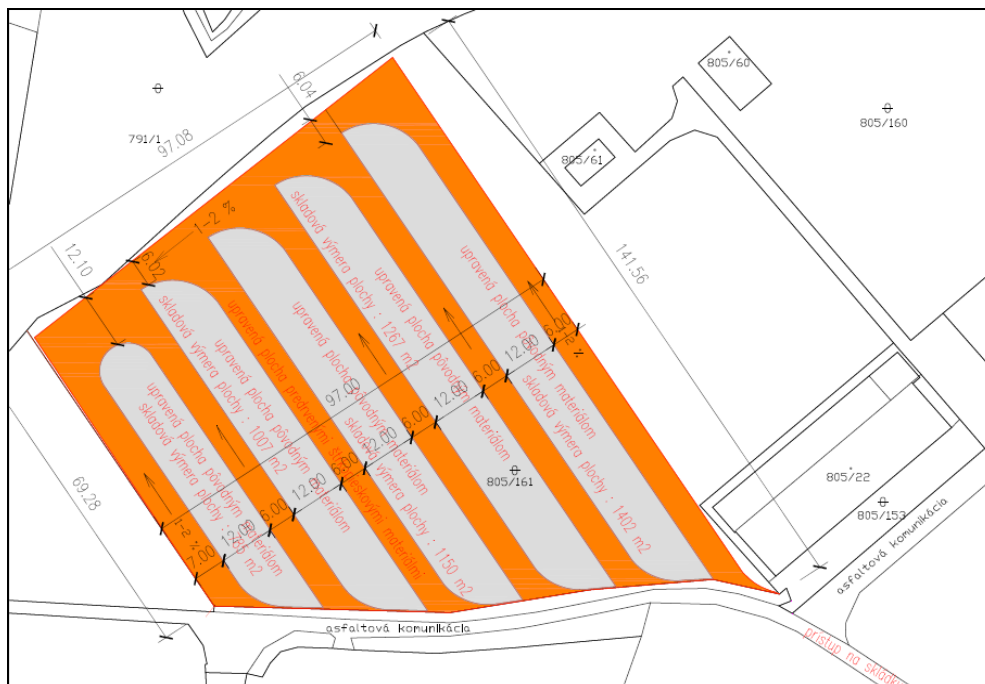 805/60
805/160
791/1
97.08
6.04
805/61
1-2 %
12.10
6.02
141.56
upravená plocha pôvodným materiálom
skladová výmera plochy : 1402 m2
upravená plocha pôvodným materiálom
skladová výmera plochy : 1267 m2
upravená plocha pôvodným materiálom
skladová výmera plochy : 1150 m2
upravená plocha pôvodným materiálom
skladová výmera plochy : 1007 m2
upravená plocha pôvodným materiálom
skladová výmera plochy : m2
upravená plocha predrvenými materiálmi
97.00
7.00 12.00 6.00 12.00 6.00 12.00 6.00 12.00 6.00 12.00 6.00
1-2 %
1-2 %
69.28
805/161
805/22
805/153
asfaltová komunikácia
asfaltová komunikácia
prístup na skládku